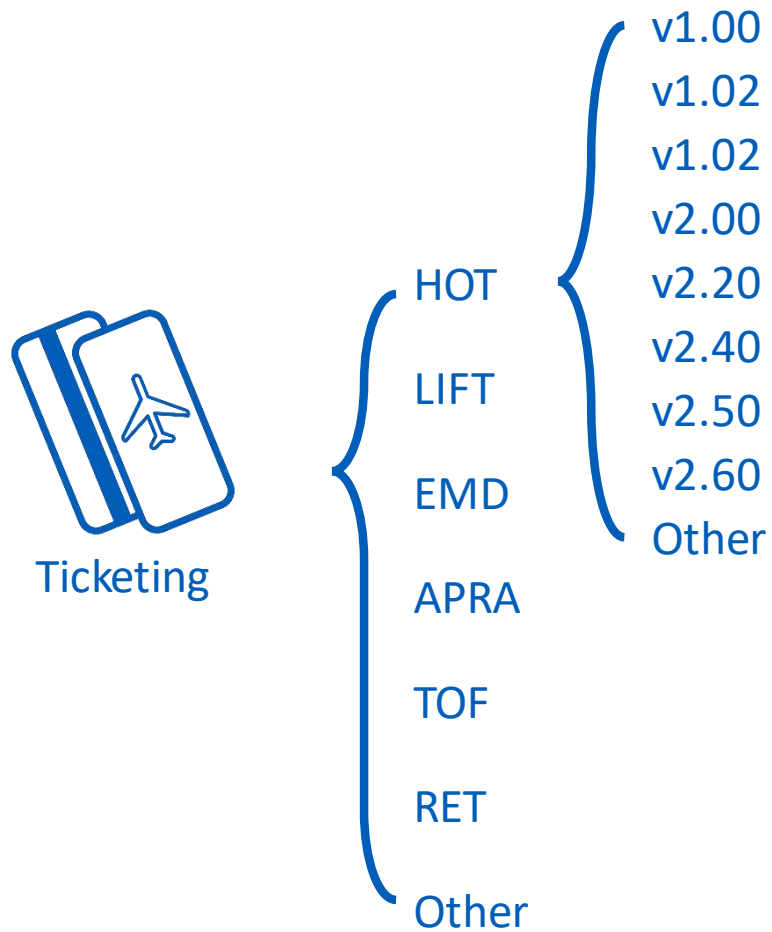 Ticketing
HOT
LIFT
EMD
APRA
TOF
RET
Other
v1.00
v1.02
v1.02
v2.00
v2.20
v2.40
v2.50
v2.60
Other